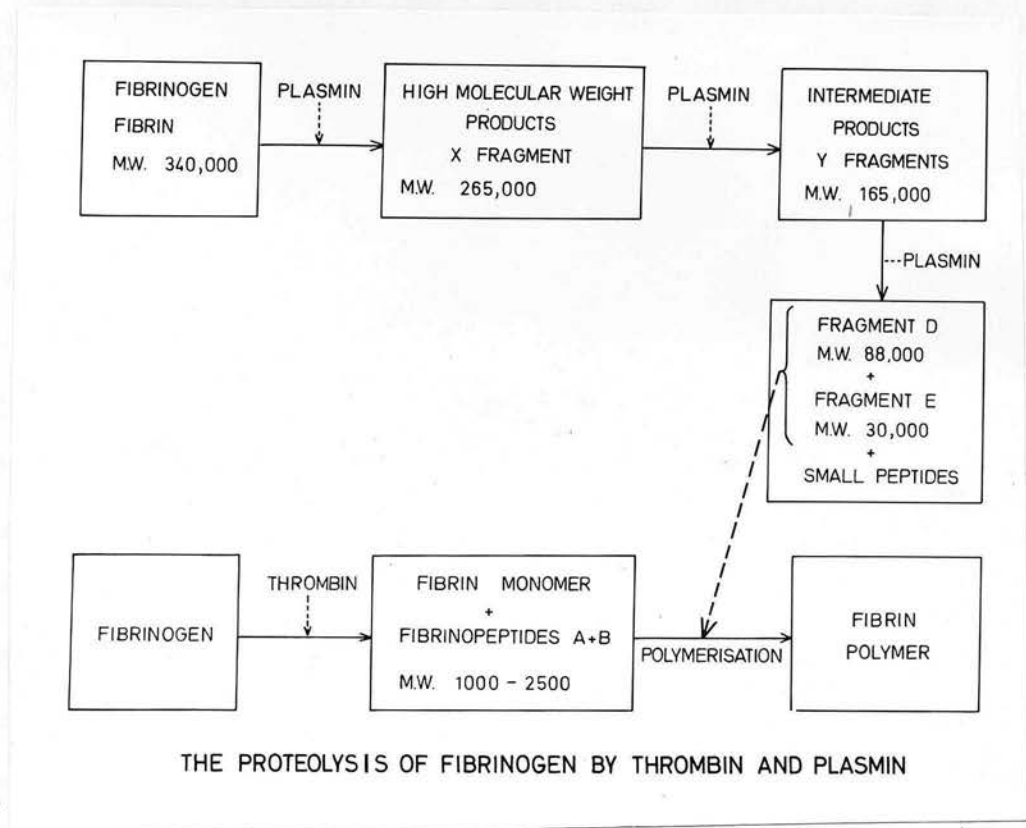 FIBRINOGEN
FIBRIN
M.W. 340,000
PLASMIN
HIGH MOLECULAR WEIGHT
PRODUCTS
X FRAGMENT
M.W. 265,000
PLASMIN
INTERMEDIATE
PRODUCTS
Y FRAGMENTS
M.W. 165,000
PLASMIN
FRAGMENT D
M.W. 88,000
+
FRAGMENT E
M.W. 30,000
+
SMALL PEPTIDES
FIBRINOGEN
THROMBIN
FIBRIN MONOMER
+
FIBRINOPEPTIDES A+B
M.W. 1000 - 2500
POLYMERISATION
FIBRIN
POLYMER
THE PROTEOLYSIS OF FIBRINOGEN BY THROMBIN AND PLASMIN